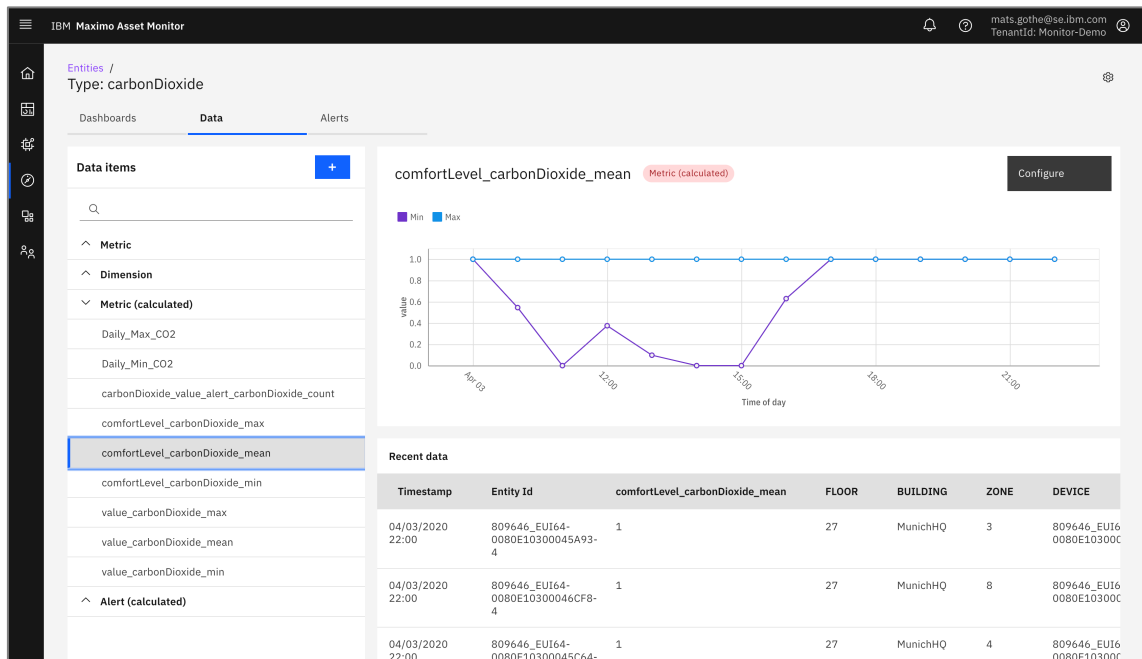 IBM Maximo Asset Monitor
mats.gothe@se.ibm.com
TenantId: Monitor-Demo
Entities /
Type: carbonDioxide
Dashboards Data Alerts
Data items
+
Metric
Dimension
Metric (calculated)
Daily_Max_CO2
Daily_Min_CO2
carbonDioxide_value_alert_carbonDioxide_count
comfortLevel_carbonDioxide_max
comfortLevel_carbonDioxide_mean
comfortLevel_carbonDioxide_min
value_carbonDioxide_max
value_carbonDioxide_mean
value_carbonDioxide_min
Alert (calculated)
comfortLevel_carbonDioxide_mean Metric (calculated) Configure
Min Max
1.0
0.8
0.6
0.4
0.2
0.0
value
Apr 03 12:00 15:00 18:00 21:00
Time of day
Recent data
Timestamp Entity Id comfortLevel_carbonDioxide_mean FLOOR BUILDING ZONE DEVICE
04/03/2020 809646_EUI64- 1 27 MunichHQ 3 809646_EUI6
22:00 0080E10300045A93- 0080E10300
4
04/03/2020 809646_EUI64- 1 27 MunichHQ 8 809646_EUI6
22:00 0080E10300046CF8- 0080E10300
4
04/03/2020 809646_EUI64- 1 27 MunichHQ 4 809646_EUI6
22:00 0080E10300045C64- 0080E10300